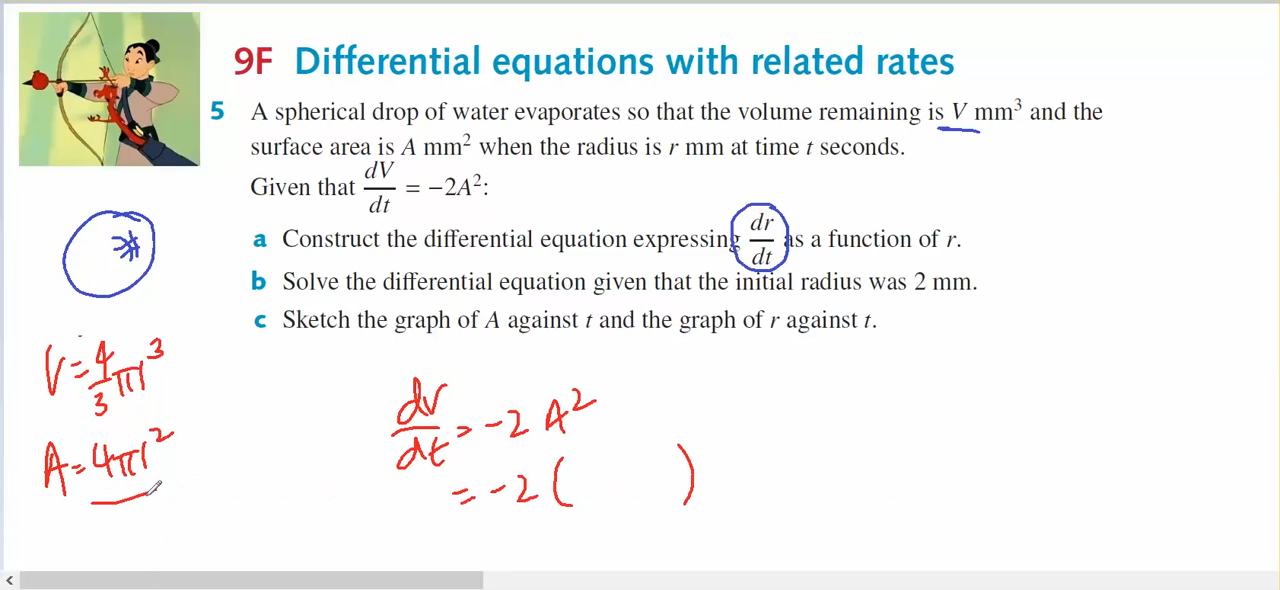 9F Differential equations with related rates
5 A spherical drop of water evaporates so that the volume remaining is V mm³ and the
surface area is A mm² when the radius is r mm at time t seconds.
Given that dV/dt = −2A²:
a Construct the differential equation expressing dr/dt as a function of r.
b Solve the differential equation given that the initial radius was 2 mm.
c Sketch the graph of A against t and the graph of r against t.
V = 4/3 πr³
A = 4πr²
dv/dt = -2 A²
= -2 ( )